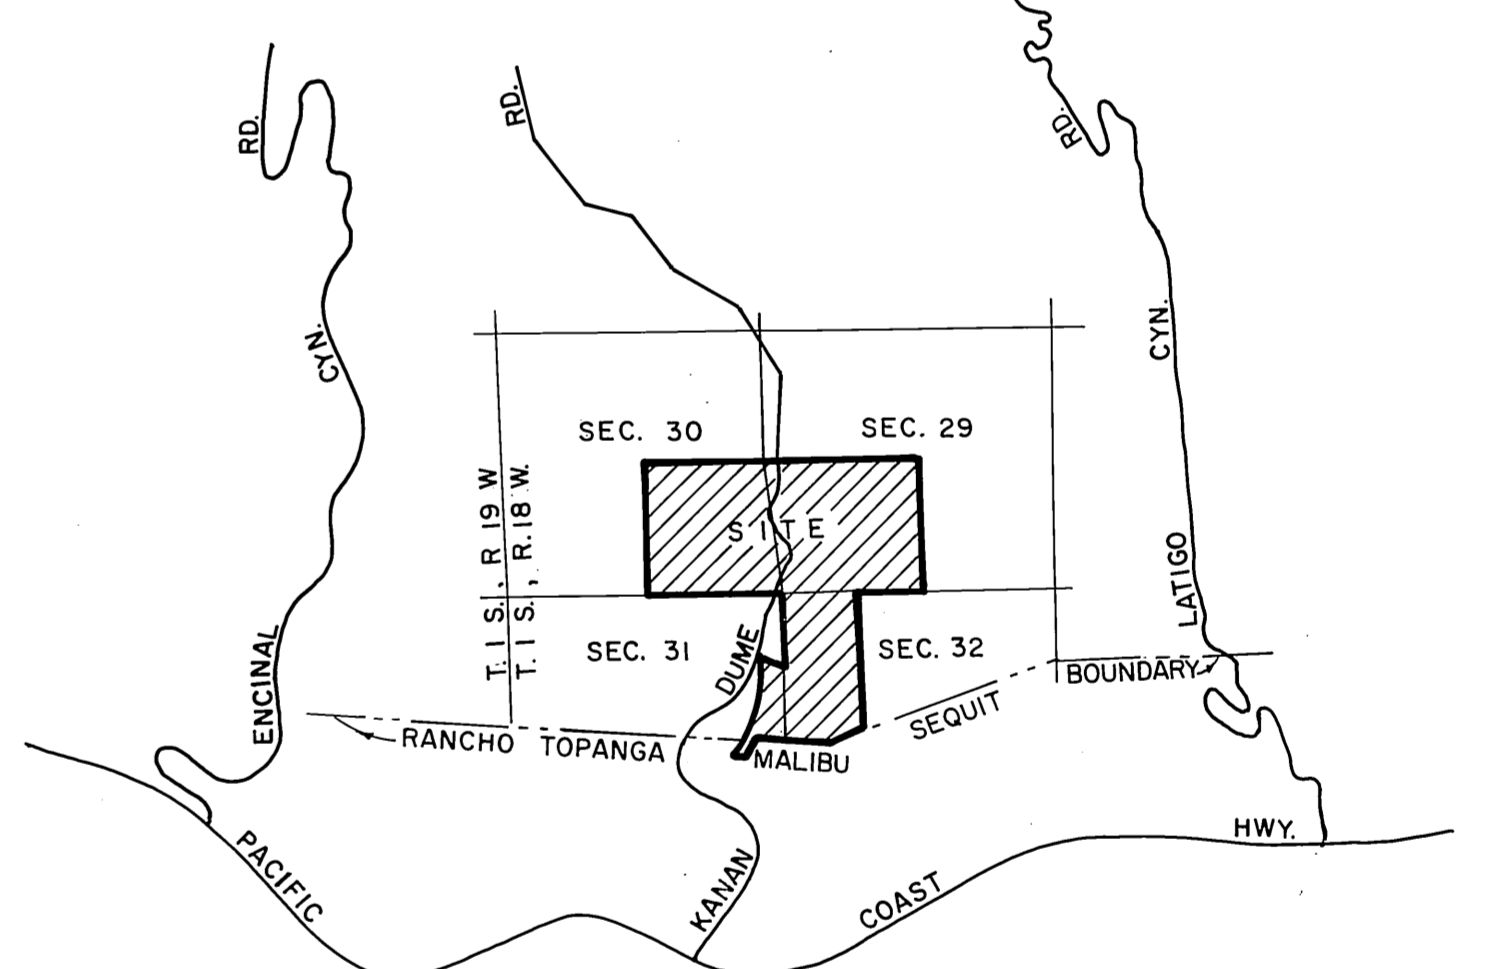 RD.
RD.
RD.
CYN.
CYN.
SEC. 30
SEC. 29
T. 1 S., R 19 W
T. 1 S., R. 18 W.
SITE
LATIGO
ENCINAL
SEC. 31
DUME
SEC. 32
BOUNDARY
SEQUIT
RANCHO TOPANGA
MALIBU
HWY.
PACIFIC
KANAN
COAST